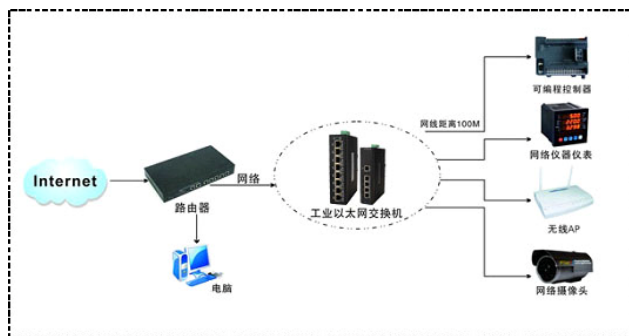 Internet
路由器
电脑
网络
工业以太网交换机
网线距离100M
可编程控制器
网络仪器仪表
无线AP
网络摄像头